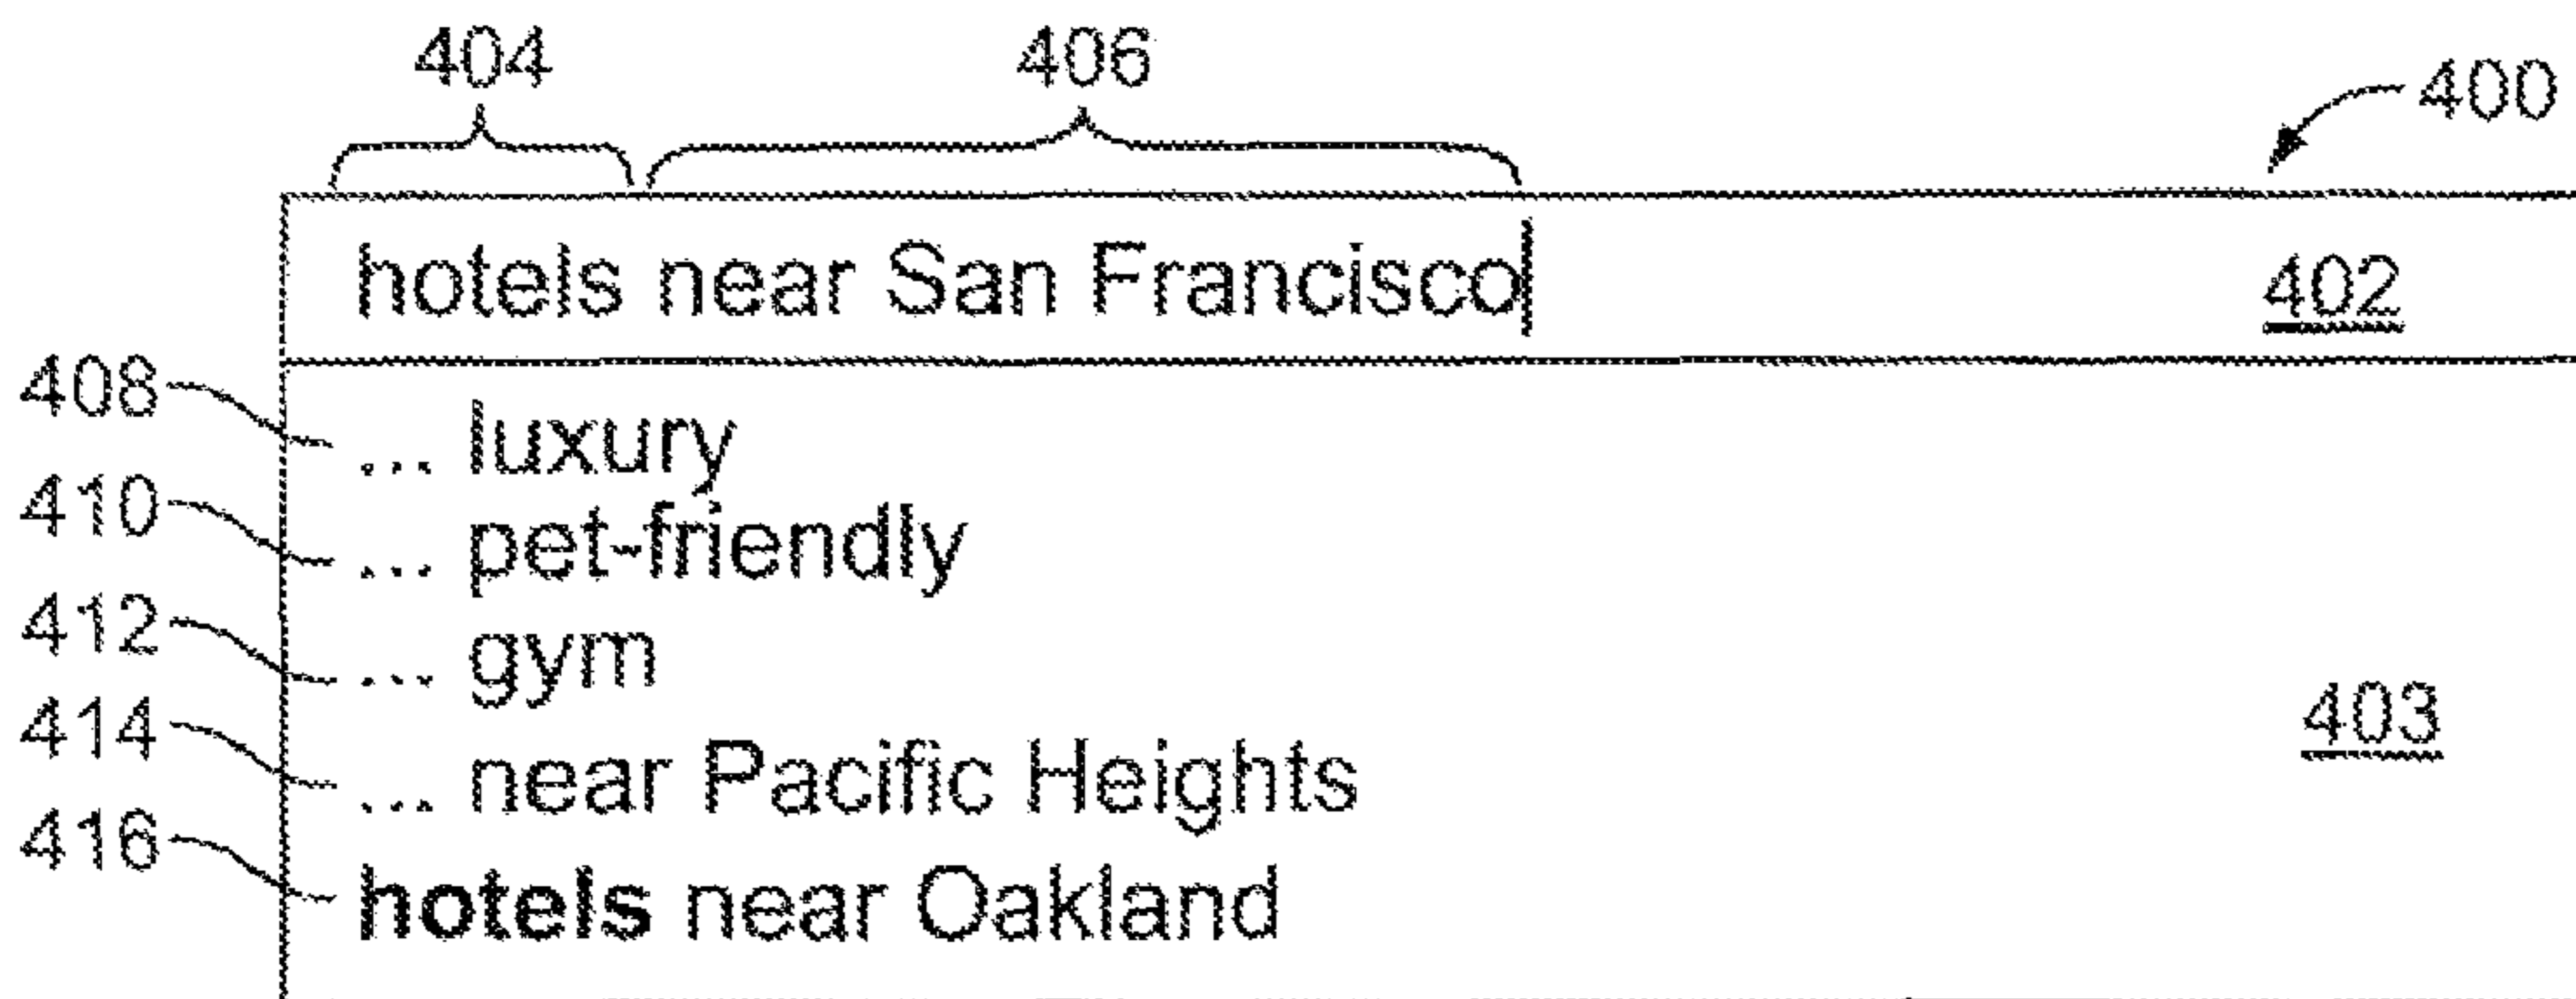 404 406 400
hotels near San Francisco 402
408 ... luxury
410 ... pet-friendly
412 ... gym
414 ... near Pacific Heights 403
416 hotels near Oakland